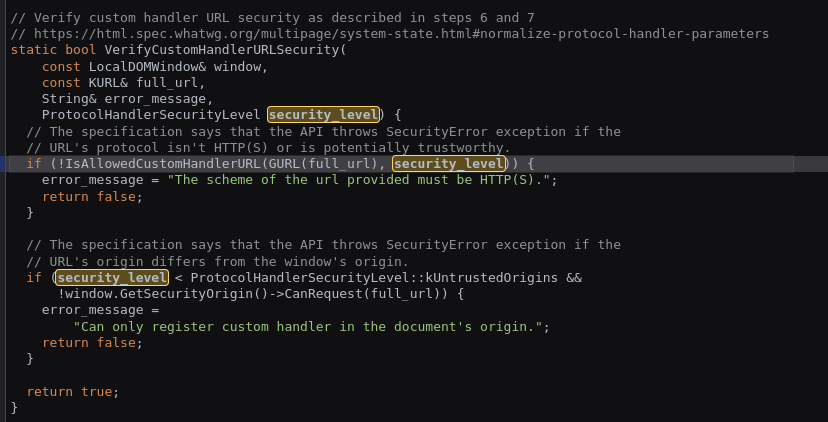 // Verify custom handler URL security as described in steps 6 and 7
// https://html.spec.whatwg.org/multipage/system-state.html#normalize-protocol-handler-parameters
static bool VerifyCustomHandlerURLSecurity(
    const LocalDOMWindow& window,
    const KURL& full_url,
    String& error_message,
    ProtocolHandlerSecurityLevel security_level) {
  // The specification says that the API throws SecurityError exception if the
  // URL's protocol isn't HTTP(S) or is potentially trustworthy.
  if (!IsAllowedCustomHandlerURL(GURL(full_url), security_level)) {
    error_message = "The scheme of the url provided must be HTTP(S).";
    return false;
  }

  // The specification says that the API throws SecurityError exception if the
  // URL's origin differs from the window's origin.
  if (security_level < ProtocolHandlerSecurityLevel::kUntrustedOrigins &&
      !window.GetSecurityOrigin()->CanRequest(full_url)) {
    error_message =
        "Can only register custom handler in the document's origin.";
    return false;
  }

  return true;
}